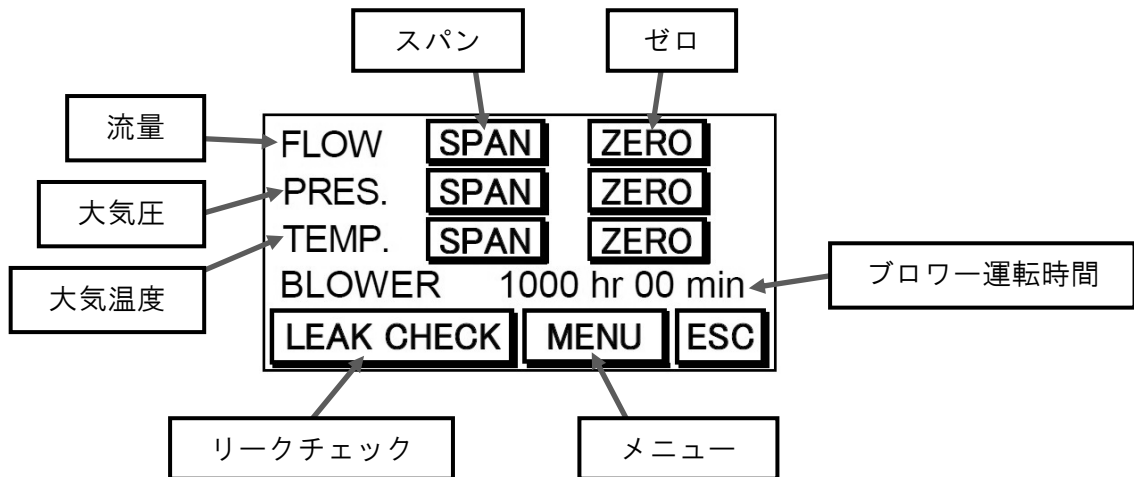 スパン
ゼロ
流量
大気圧
大気温度
FLOW SPAN ZERO
PRES. SPAN ZERO
TEMP. SPAN ZERO
BLOWER 1000 hr 00 min
LEAK CHECK MENU ESC
ブロワー運転時間
リークチェック
メニュー